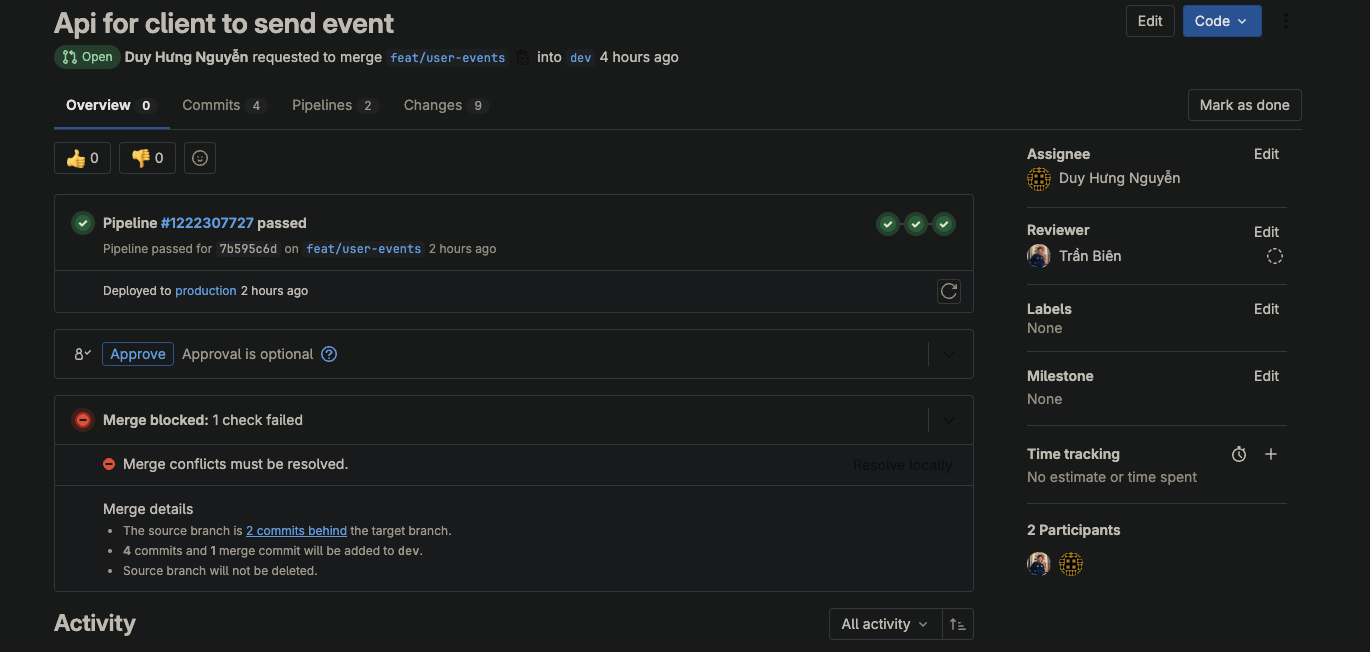 Api for client to send event
Edit
Code
Open Duy Hưng Nguyễn requested to merge feat/user-events into dev 4 hours ago
Overview 0 Commits 4 Pipelines 2 Changes 9
Mark as done
0 0
Pipeline #1222307727 passed
Pipeline passed for 7b595c6d on feat/user-events 2 hours ago
Deployed to production 2 hours ago
Approve Approval is optional
Merge blocked: 1 check failed
Merge conflicts must be resolved.
Resolve locally
Merge details
The source branch is 2 commits behind the target branch.
4 commits and 1 merge commit will be added to dev.
Source branch will not be deleted.
Activity
All activity
Assignee Edit
Duy Hưng Nguyễn
Reviewer Edit
Trần Biên
Labels Edit
None
Milestone Edit
None
Time tracking
No estimate or time spent
2 Participants